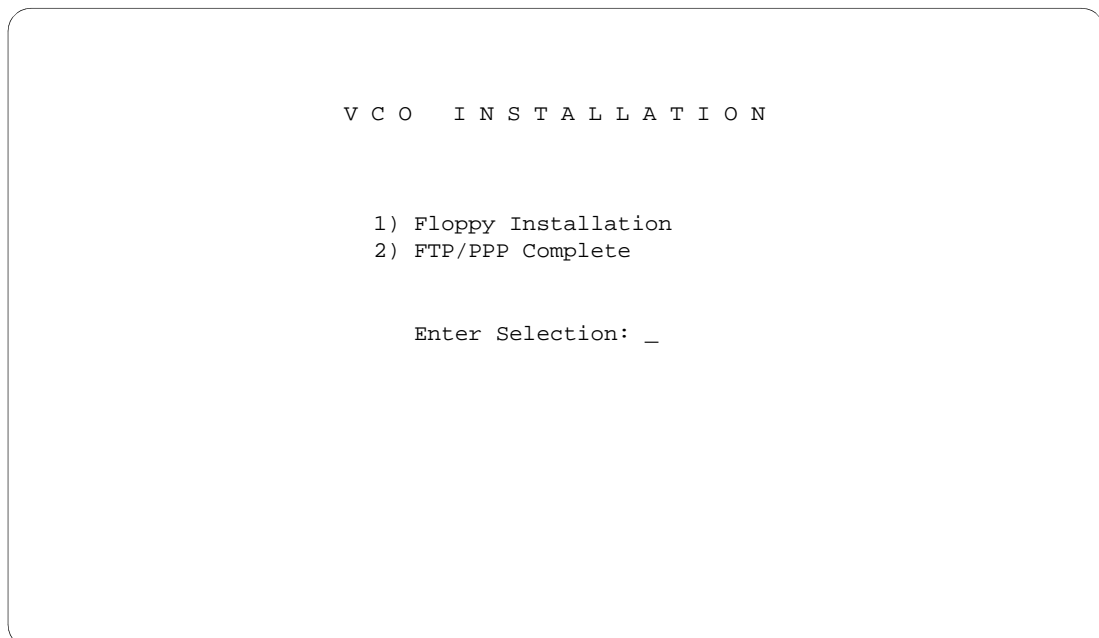 V C O   I N S T A L L A T I O N
1) Floppy Installation
2) FTP/PPP Complete
Enter Selection: _